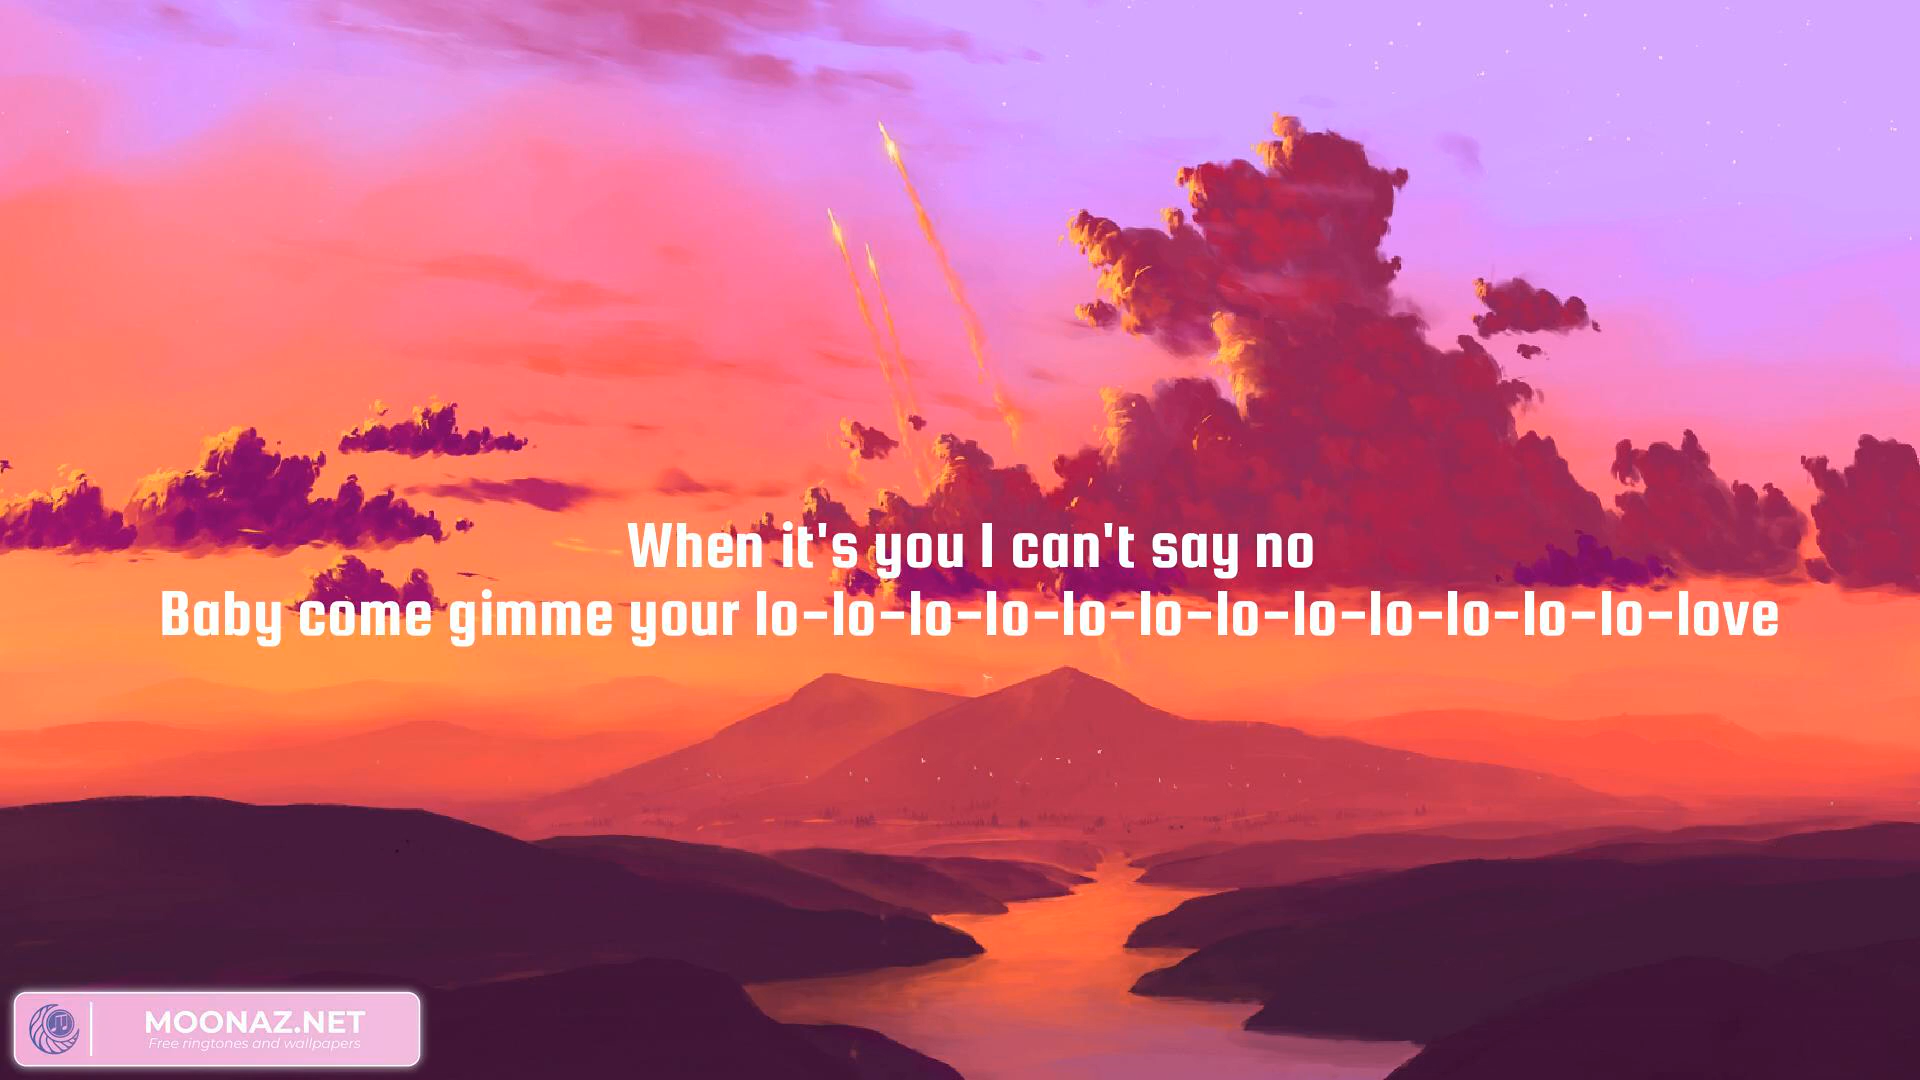 When it's you I can't say no
Baby come gimme your lo-lo-lo-lo-lo-lo-lo-lo-lo-lo-lo-lo-love
MOONAZ.NET
Free ringtones and wallpapers